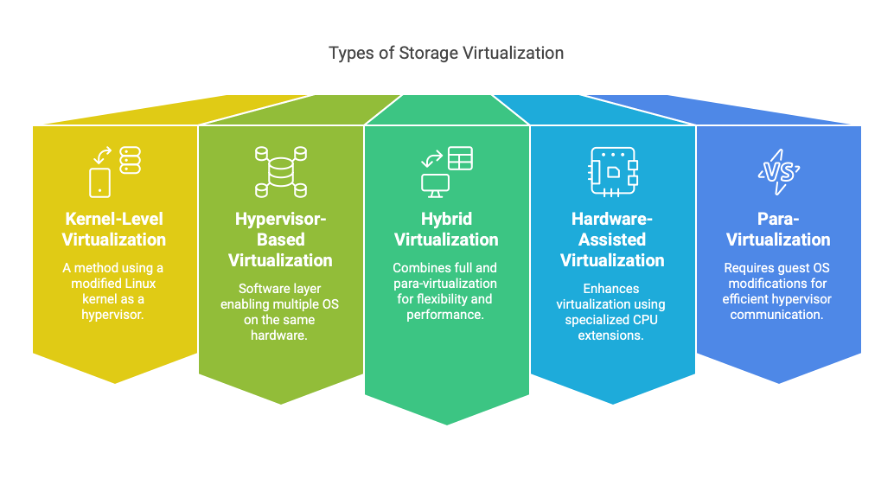 Types of Storage Virtualization
Kernel-Level
Virtualization
A method using a
modified Linux
kernel as a
hypervisor.
Hypervisor-
Based
Virtualization
Software layer
enabling multiple OS
on the same
hardware.
Hybrid
Virtualization
Combines full and
para-virtualization
for flexibility and
performance.
Hardware-
Assisted
Virtualization
Enhances
virtualization using
specialized CPU
extensions.
VS
Para-
Virtualization
Requires guest OS
modifications for
efficient hypervisor
communication.